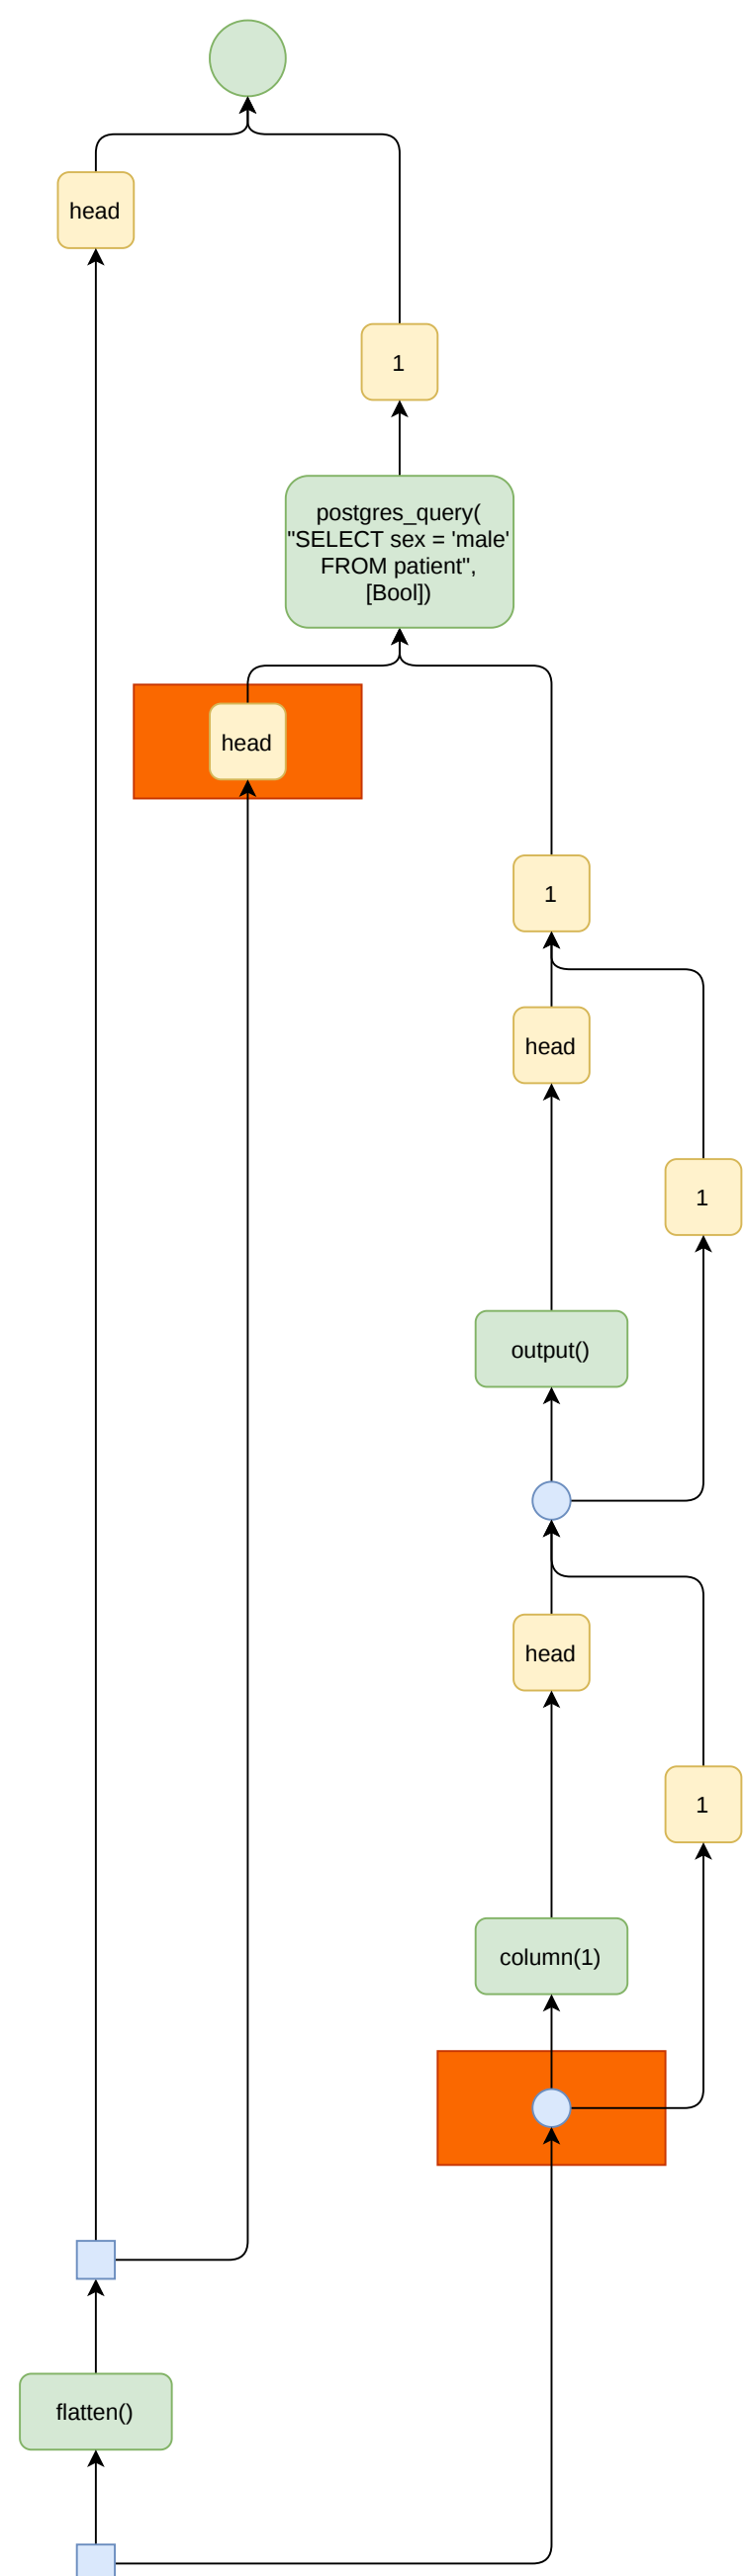 head
1
postgres_query(
"SELECT sex = 'male'
FROM patient",
[Bool])
head
1
head
1
output()
head
1
column(1)
flatten()